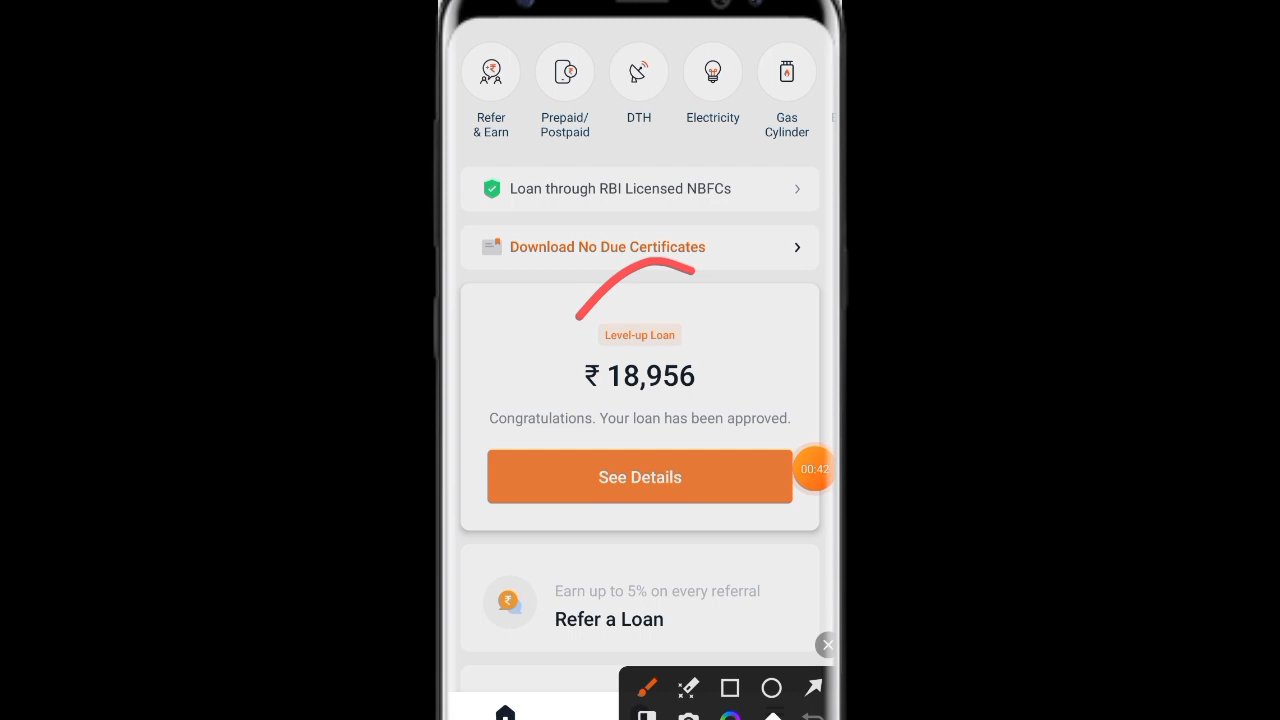 Refer
& Earn
Prepaid/
Postpaid
DTH
Electricity
Gas
Cylinder
Loan through RBI Licensed NBFCs
Download No Due Certificates
Level-up Loan
₹ 18,956
Congratulations. Your loan has been approved.
See Details
00:42
Earn up to 5% on every referral
Refer a Loan